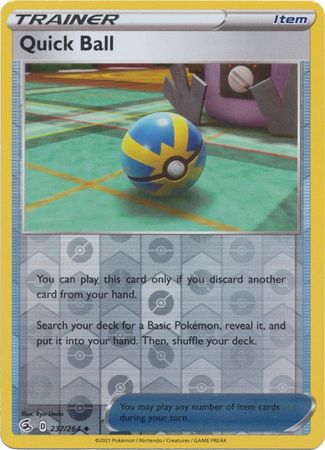 TRAINER Item
Quick Ball
You can play this card only if you discard another
card from your hand.
Search your deck for a Basic Pokémon, reveal it, and
put it into your hand. Then, shuffle your deck.
Illus. Ryo Ueda
237/264
You may play any number of Item cards
during your turn.
©2021 Pokémon / Nintendo / Creatures / GAME FREAK